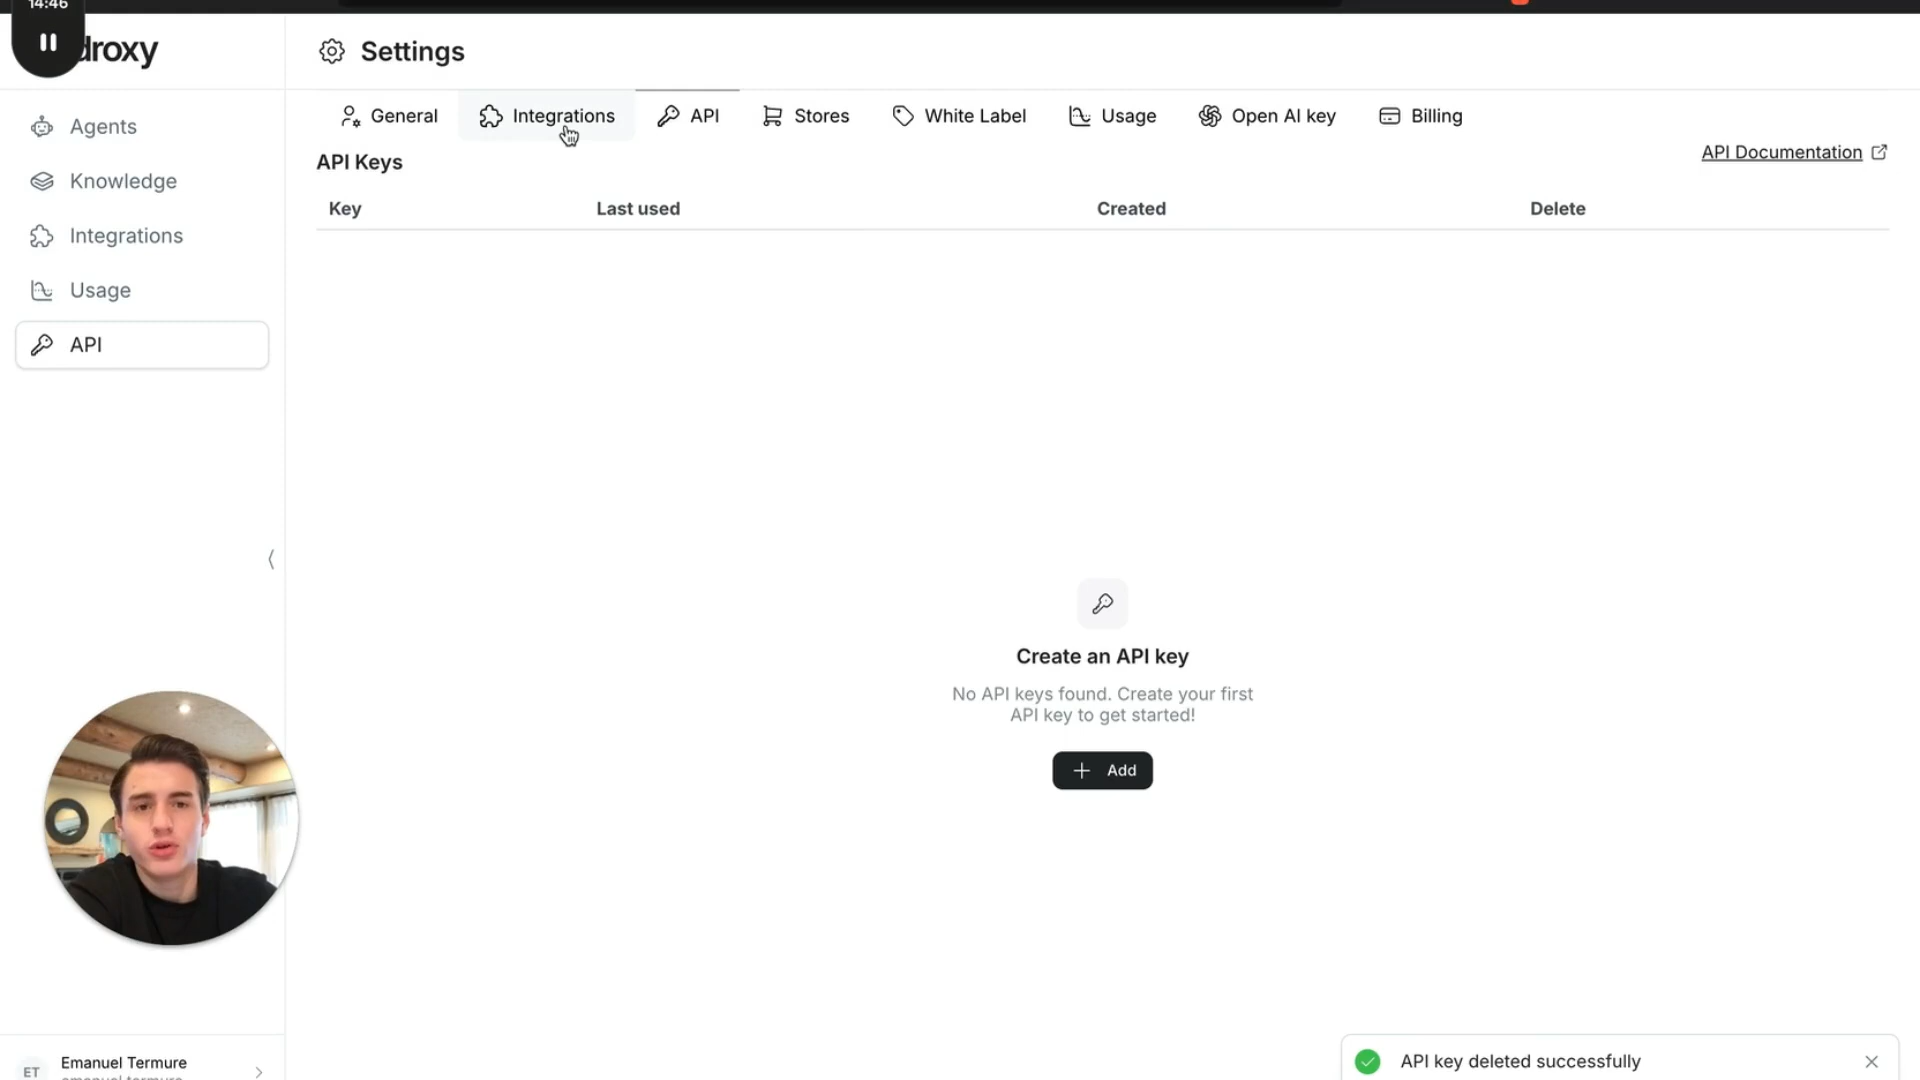 14:46
droxy
Settings
Agents
Knowledge
Integrations
Usage
API
General
Integrations
API
Stores
White Label
Usage
Open AI key
Billing
API Keys
API Documentation
Key
Last used
Created
Delete
Create an API key
No API keys found. Create your first
API key to get started!
Add
ET
Emanuel Termure
API key deleted successfully